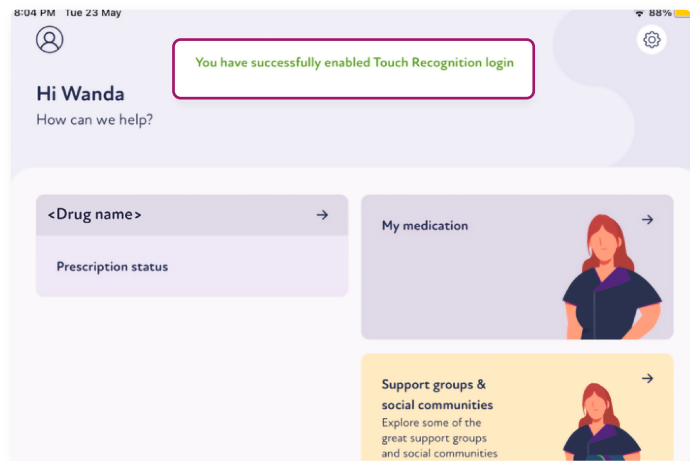 8:04 PM Tue 23 May
88%
You have successfully enabled Touch Recognition login
Hi Wanda
How can we help?
<Drug name>
Prescription status
My medication
Support groups &
social communities
Explore some of the
great support groups
and social communities